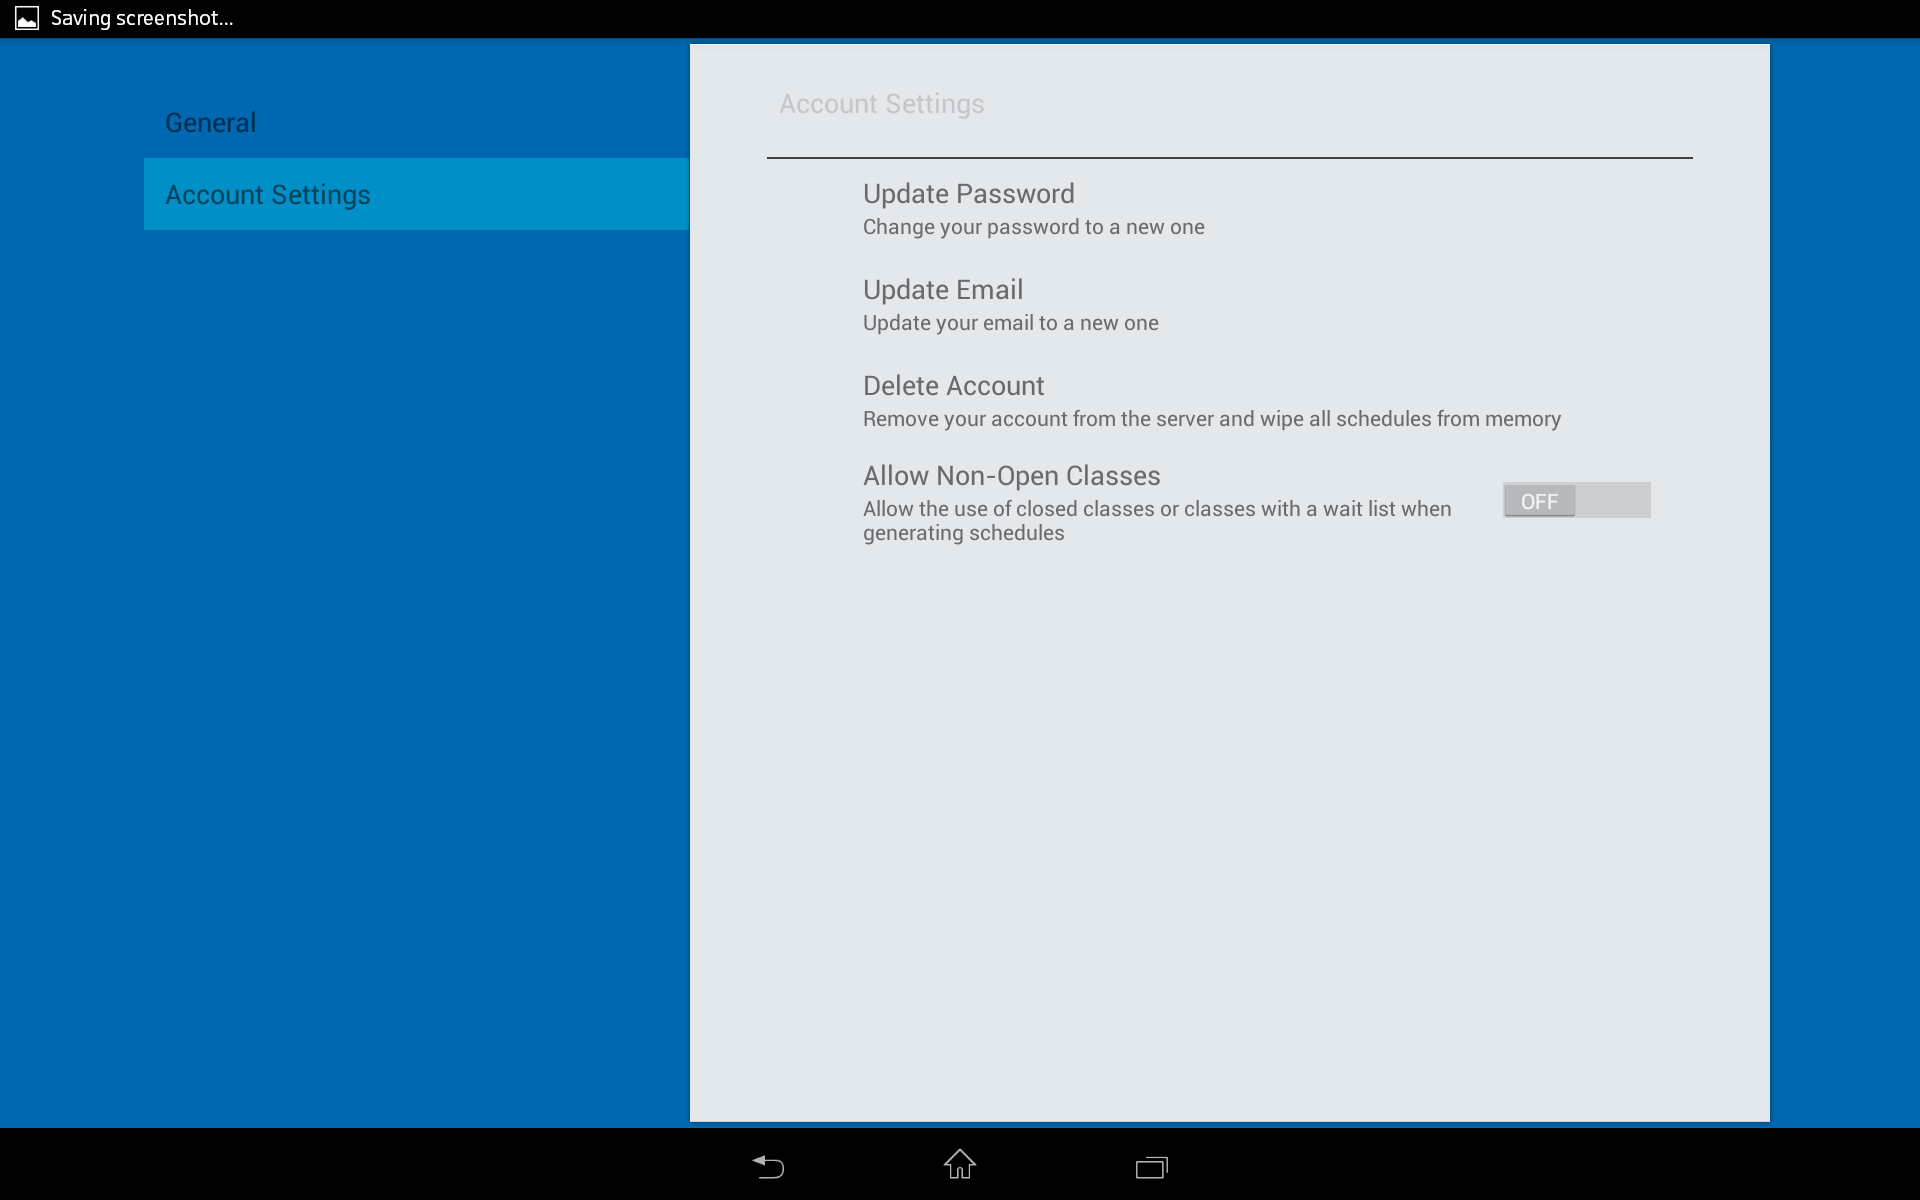 Saving screenshot...
General
Account Settings
Account Settings
Update Password
Change your password to a new one
Update Email
Update your email to a new one
Delete Account
Remove your account from the server and wipe all schedules from memory
Allow Non-Open Classes
Allow the use of closed classes or classes with a wait list when
generating schedules
OFF